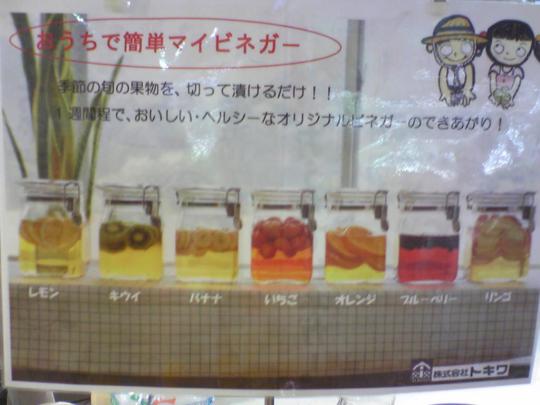 おうちで簡単マイビネガー
季節の旬の果物を、切って漬けるだけ！！
1週間程で、おいしい・ヘルシーなオリジナルビネガーのできあがり！
レモン
キウイ
バナナ
いちご
オレンジ
ブルーベリー
リンゴ
株式会社トキワ